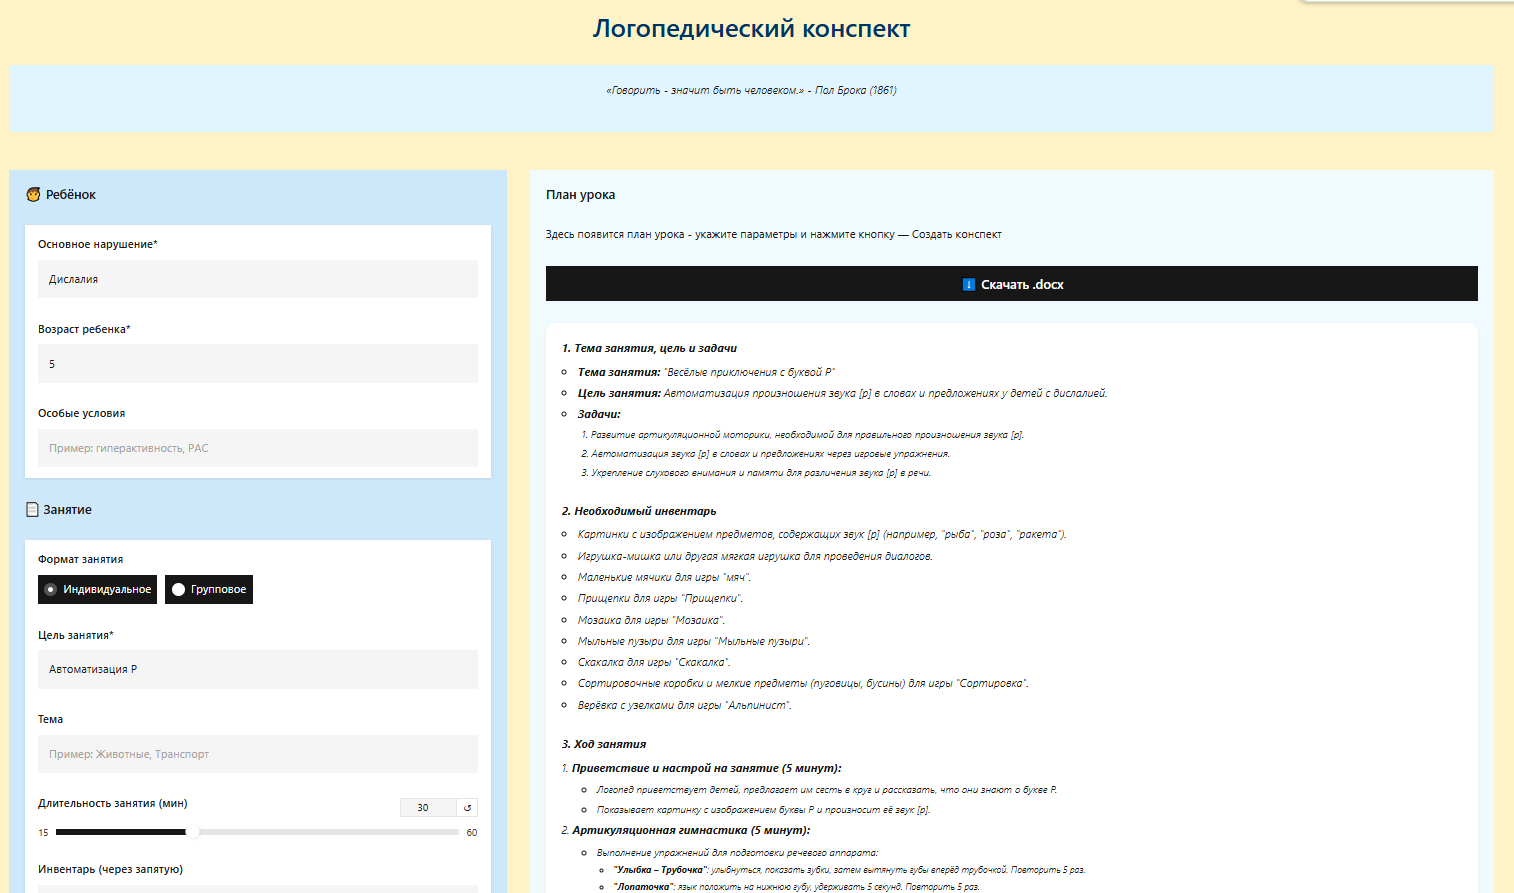 Логопедический конспект
«Говорить - значит быть человеком.» - Пол Брока (1861)
Ребёнок
Основное нарушение*
Дислалия
Возраст ребенка*
5
Особые условия
Пример: гиперактивность, РАС
Занятие
Формат занятия
Индивидуальное
Групповое
Цель занятия*
Автоматизация Р
Тема
Пример: Животные, Транспорт
Длительность занятия (мин)
30
15
60
Инвентарь (через запятую)
План урока
Здесь появится план урока - укажите параметры и нажмите кнопку — Создать конспект
Скачать .docx
1. Тема занятия, цель и задачи
Тема занятия: "Весёлые приключения с буквой Р"
Цель занятия: Автоматизация произношения звука [р] в словах и предложениях у детей с дислалией.
Задачи:
1. Развитие артикуляционной моторики, необходимой для правильного произношения звука [р].
2. Автоматизация звука [р] в словах и предложениях через игровые упражнения.
3. Укрепление слухового внимания и памяти для различения звука [р] в речи.
2. Необходимый инвентарь
Картинки с изображением предметов, содержащих звук [р] (например, "рыба", "роза", "ракета").
Игрушка-мишка или другая мягкая игрушка для проведения диалогов.
Маленькие мячики для игры "мяч".
Прищепки для игры "Прищепки".
Мозаика для игры "Мозаика".
Мыльные пузыри для игры "Мыльные пузыри".
Скакалка для игры "Скакалка".
Сортировочные коробки и мелкие предметы (пуговицы, бусины) для игры "Сортировка".
Верёвка с узелками для игры "Альпинист".
3. Ход занятия
1. Приветствие и настрой на занятие (5 минут):
Логопед приветствует детей, предлагает им сесть в круг и рассказать, что они знают о букве Р.
Показывает картинку с изображением буквы Р и произносит её звук [р].
2. Артикуляционная гимнастика (5 минут):
Выполнение упражнений для подготовки речевого аппарата:
"Улыбка – Трубочка": улыбнуться, показать зубки, затем вытянуть губы вперёд трубочкой. Повторить 5 раз.
"Лопаточка": язык положить на нижнюю губу, удерживать 5 секунд. Повторить 5 раз.